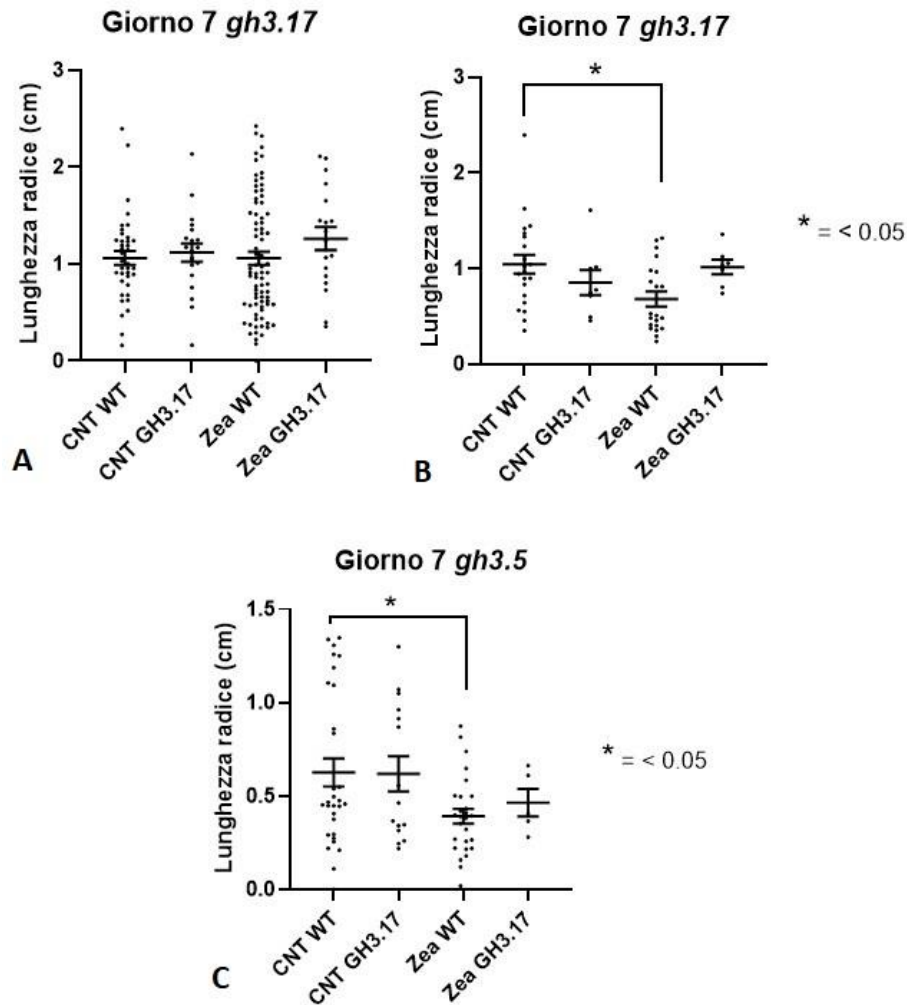 Giorno 7 gh3.17
Lunghezza radice (cm)
3
2
1
0
CNT WT
CNT GH3.17
Zea WT
Zea GH3.17
A
Giorno 7 gh3.17
Lunghezza radice (cm)
3
2
1
0
*
CNT WT
CNT GH3.17
Zea WT
Zea GH3.17
* = < 0.05
B
Giorno 7 gh3.5
Lunghezza radice (cm)
1.5
1.0
0.5
0.0
*
CNT WT
CNT GH3.17
Zea WT
Zea GH3.17
* = < 0.05
C